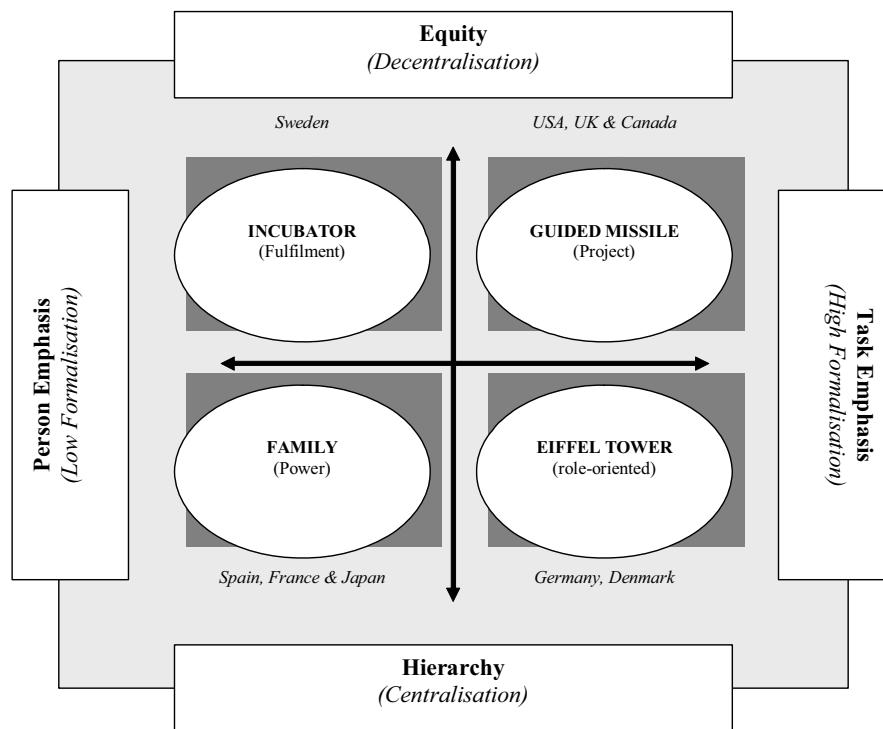 Equity
(Decentralisation)
Sweden
USA, UK & Canada
INCUBATOR
(Fulfilment)
GUIDED MISSILE
(Project)
Person Emphasis
(Low Formalisation)
Task Emphasis
(High Formalisation)
FAMILY
(Power)
EIFFEL TOWER
(role-oriented)
Spain, France & Japan
Germany, Denmark
Hierarchy
(Centralisation)